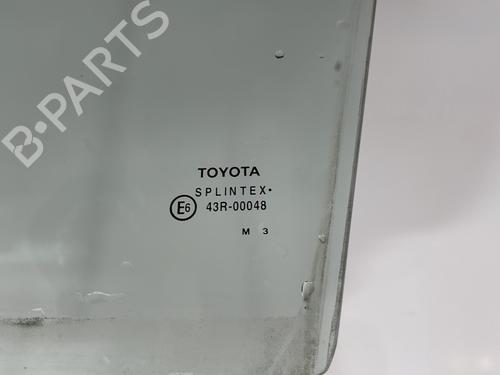 B-PARTS
TOYOTA
SPLINTEX•
E6 43R-00048
M 3